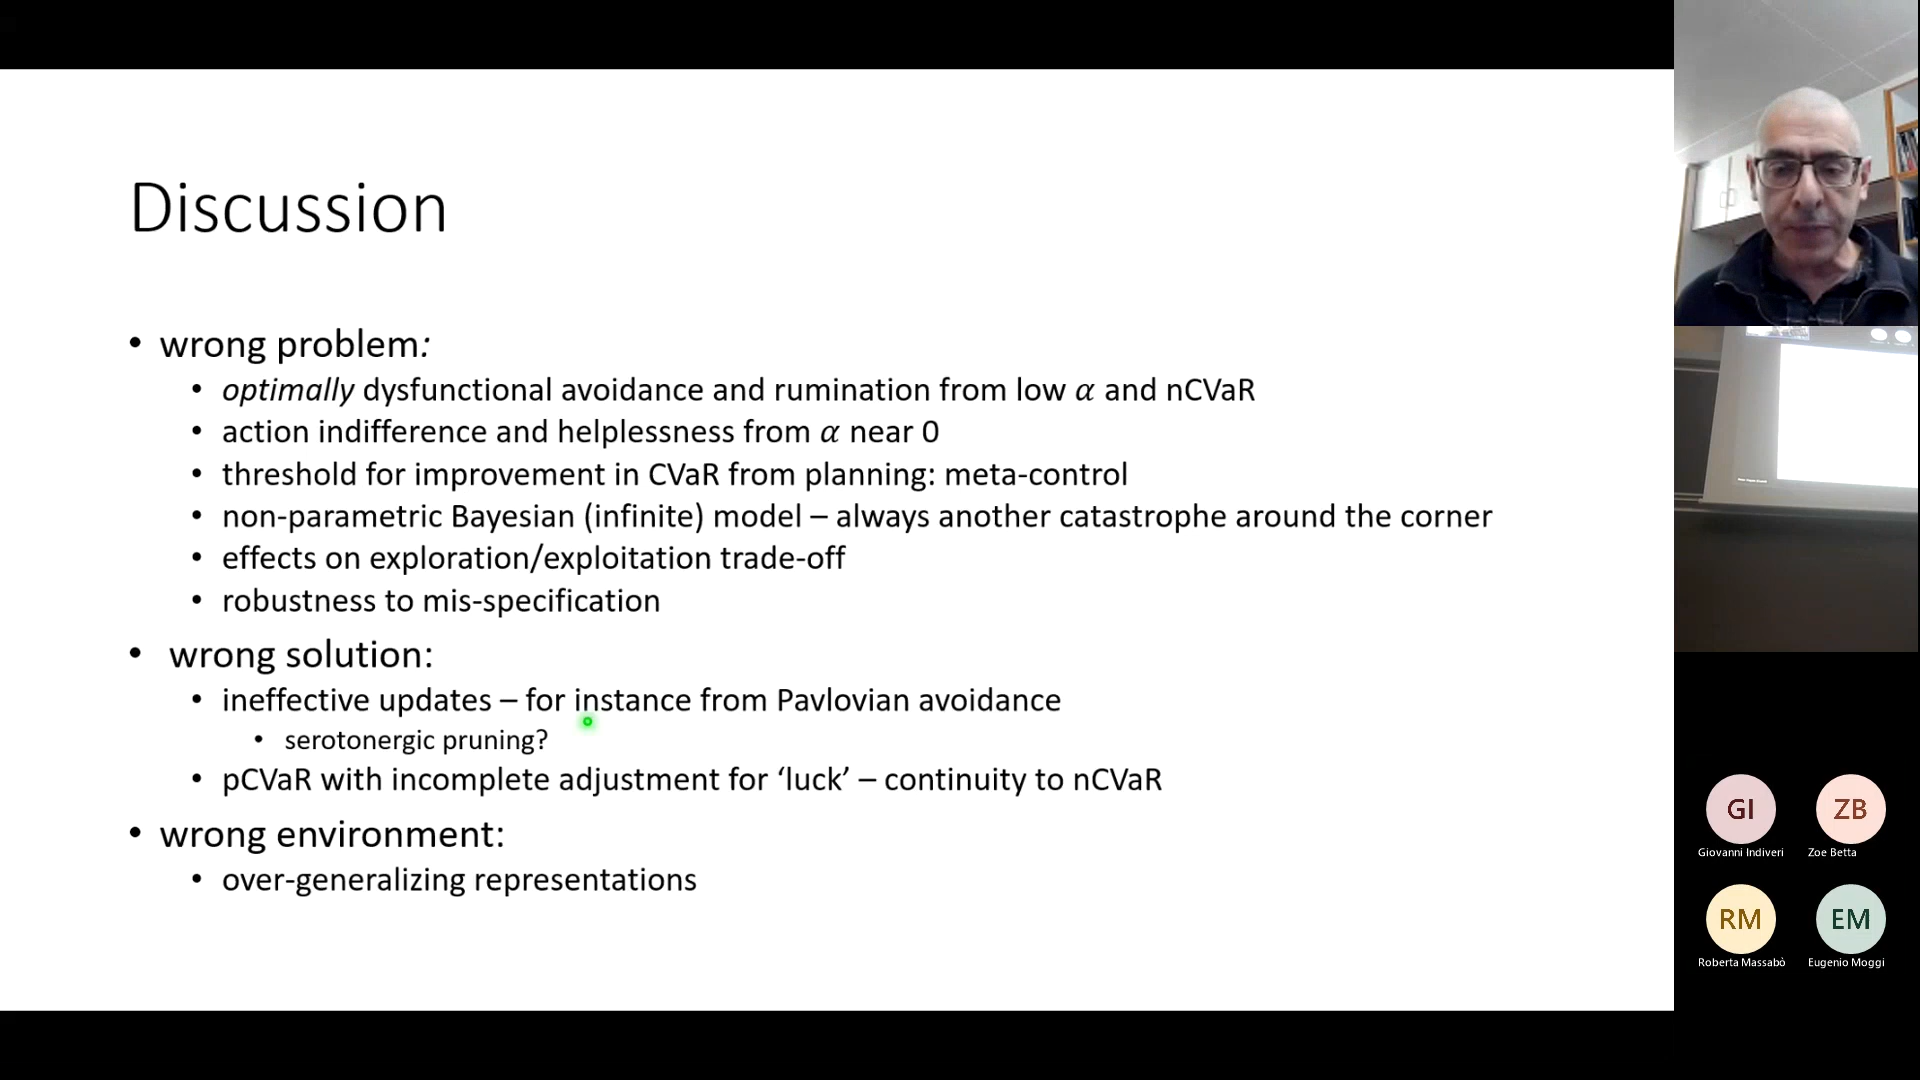 Discussion
• wrong problem:
• optimally dysfunctional avoidance and rumination from low α and nCVaR
• action indifference and helplessness from α near 0
• threshold for improvement in CVaR from planning: meta-control
• non-parametric Bayesian (infinite) model – always another catastrophe around the corner
• effects on exploration/exploitation trade-off
• robustness to mis-specification
• wrong solution:
• ineffective updates – for instance from Pavlovian avoidance
• serotonergic pruning?
• pCVaR with incomplete adjustment for ‘luck’ – continuity to nCVaR
• wrong environment:
• over-generalizing representations
GI
ZB
Giovanni Indiveri
Zoe Betta
RM
EM
Roberta Massabò
Eugenio Moggi